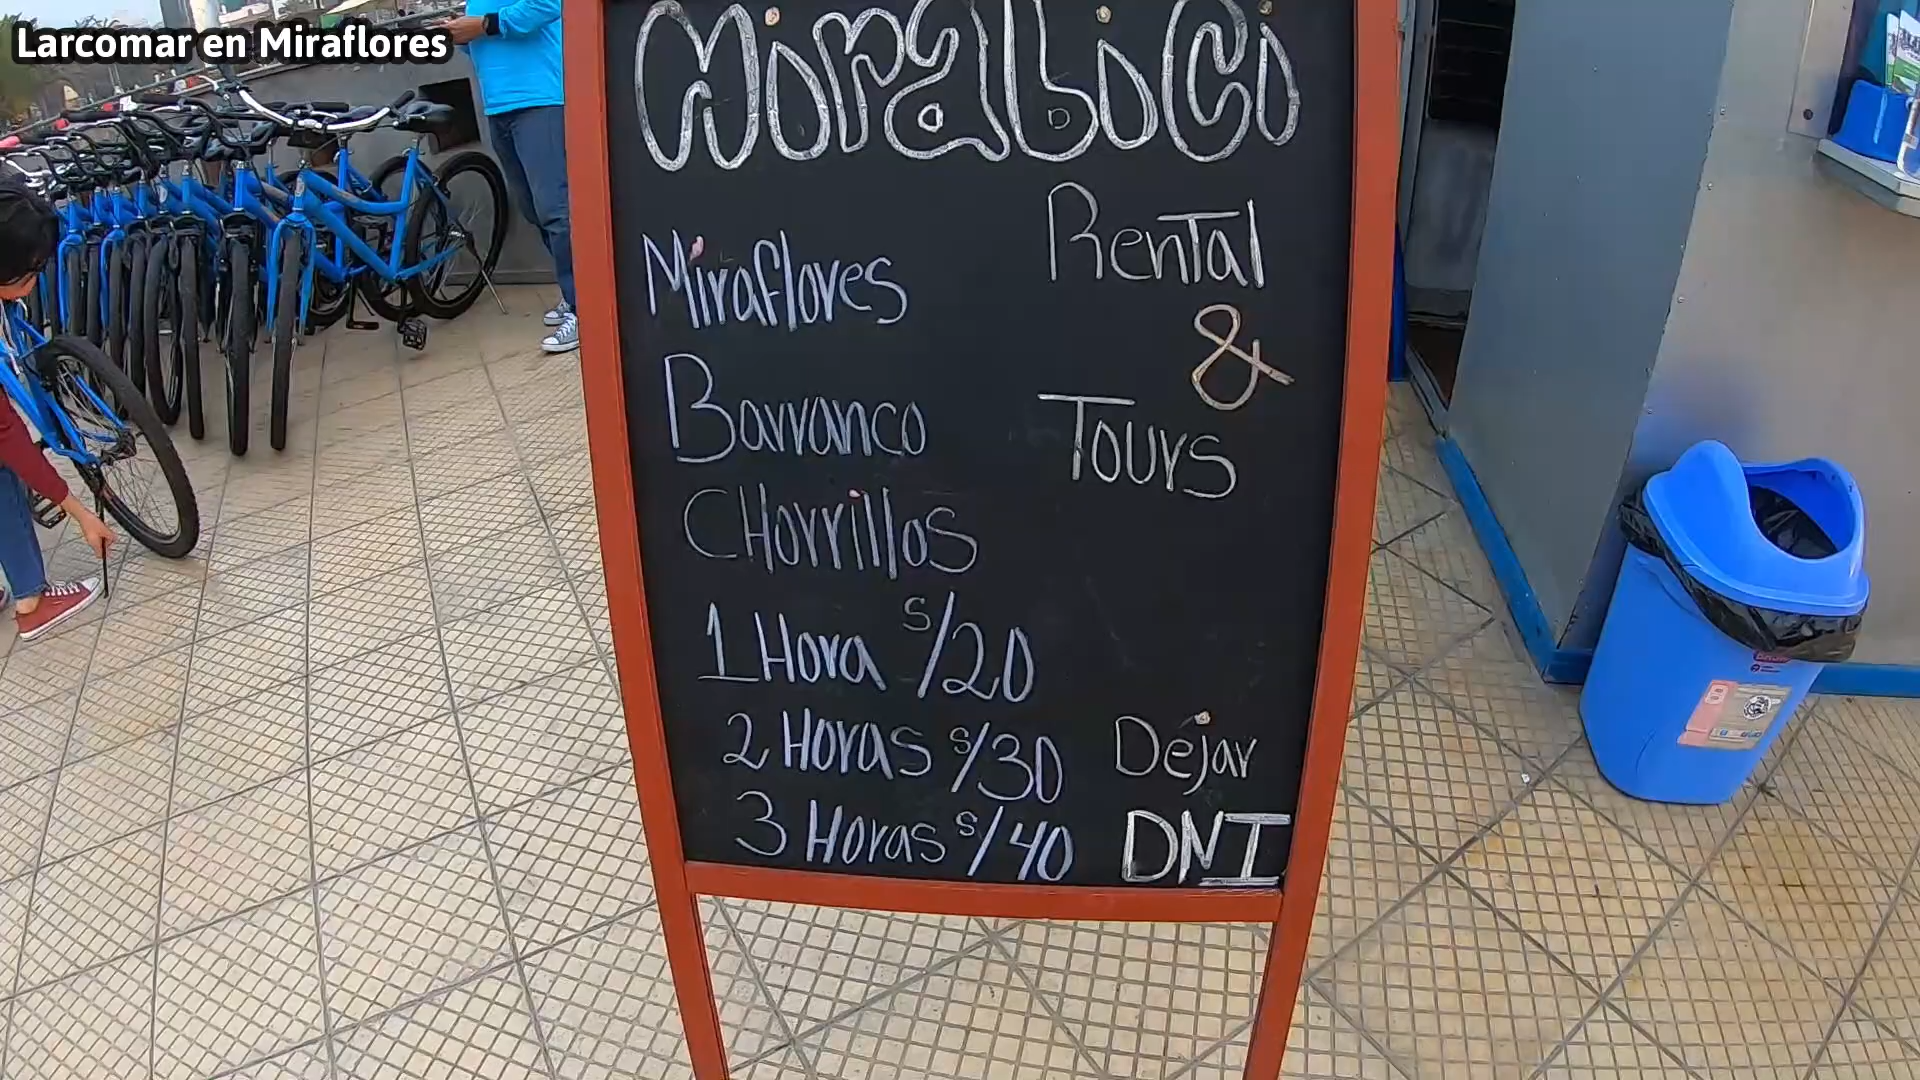 Larcomar en Miraflores
MiraBici
Rental
&
Tours
Miraflores
Barranco
CHorrillos
1 Hora s/20
2 Horas s/30
3 Horas s/40
Dejar
DNI